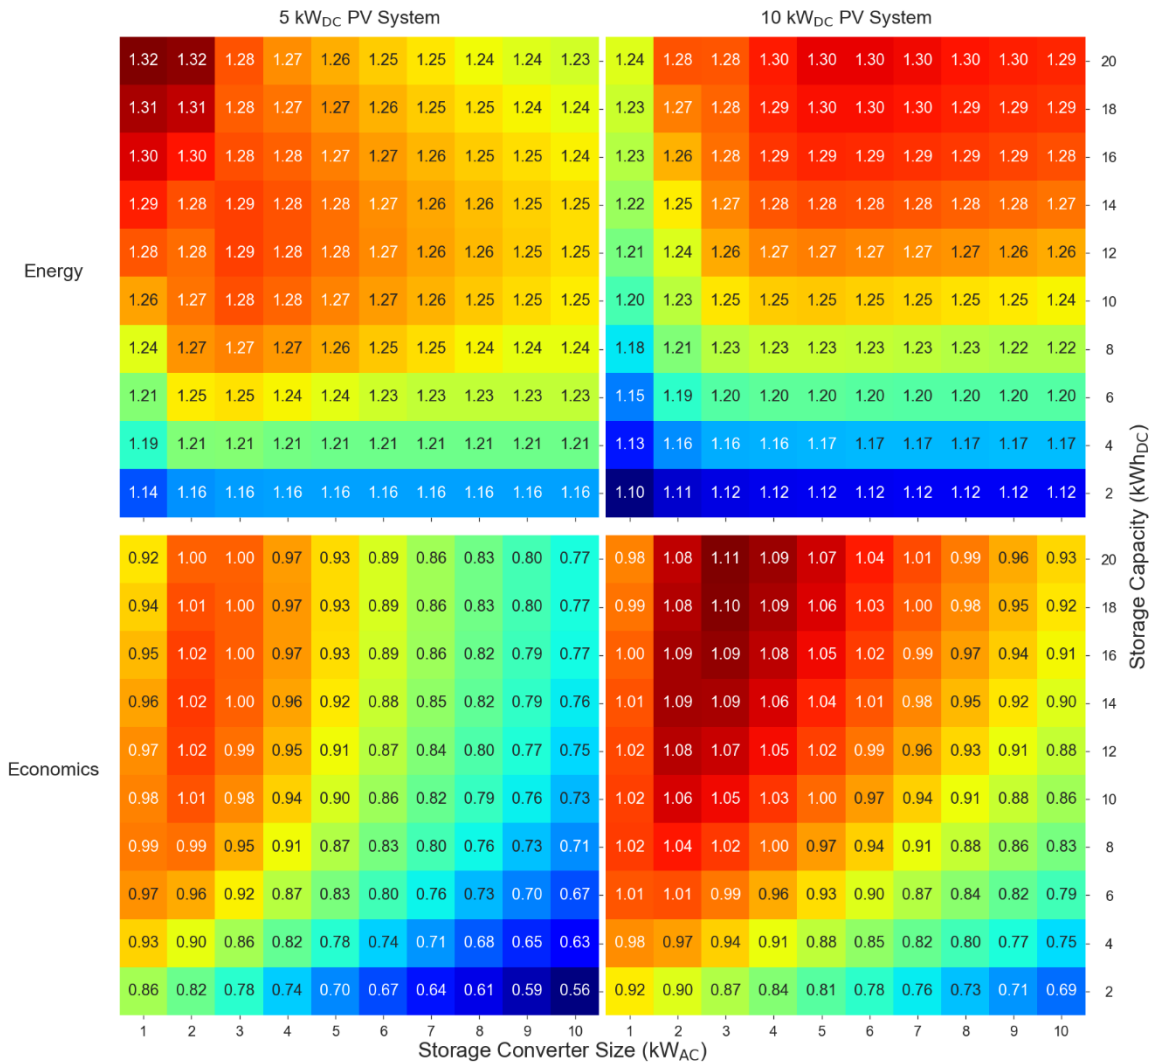 5 kWDC PV System 10 kWDC PV System
1.32 1.32 1.28 1.27 1.26 1.25 1.25 1.24 1.24 1.23 1.24 1.28 1.28 1.30 1.30 1.30 1.30 1.30 1.30 1.29 20
1.31 1.31 1.28 1.27 1.27 1.26 1.25 1.25 1.24 1.24 1.23 1.27 1.28 1.29 1.30 1.30 1.30 1.29 1.29 1.29 18
1.30 1.30 1.28 1.28 1.27 1.27 1.26 1.25 1.25 1.24 1.23 1.26 1.28 1.29 1.29 1.29 1.29 1.29 1.29 1.28 16
1.29 1.28 1.29 1.28 1.28 1.27 1.26 1.26 1.25 1.25 1.22 1.25 1.27 1.28 1.28 1.28 1.28 1.28 1.28 1.27 14
1.28 1.28 1.29 1.28 1.28 1.27 1.26 1.26 1.25 1.25 1.21 1.24 1.26 1.27 1.27 1.27 1.27 1.27 1.26 1.26 12
Energy
1.26 1.27 1.28 1.28 1.27 1.27 1.26 1.25 1.25 1.25 1.20 1.23 1.25 1.25 1.25 1.25 1.25 1.25 1.25 1.24 10
1.24 1.27 1.27 1.27 1.26 1.25 1.25 1.24 1.24 1.24 1.18 1.21 1.23 1.23 1.23 1.23 1.23 1.23 1.22 1.22 8
1.21 1.25 1.25 1.24 1.24 1.23 1.23 1.23 1.23 1.23 1.15 1.19 1.20 1.20 1.20 1.20 1.20 1.20 1.20 1.20 6
1.19 1.21 1.21 1.21 1.21 1.21 1.21 1.21 1.21 1.21 1.13 1.16 1.16 1.16 1.17 1.17 1.17 1.17 1.17 1.17 4
1.14 1.16 1.16 1.16 1.16 1.16 1.16 1.16 1.16 1.16 1.10 1.11 1.12 1.12 1.12 1.12 1.12 1.12 1.12 1.12 2
Storage Capacity (kWhDC)
0.92 1.00 1.00 0.97 0.93 0.89 0.86 0.83 0.80 0.77 0.98 1.08 1.11 1.09 1.07 1.04 1.01 0.99 0.96 0.93 20
0.94 1.01 1.00 0.97 0.93 0.89 0.86 0.83 0.80 0.77 0.99 1.08 1.10 1.09 1.06 1.03 1.00 0.98 0.95 0.92 18
0.95 1.02 1.00 0.97 0.93 0.89 0.86 0.82 0.79 0.77 1.00 1.09 1.09 1.08 1.05 1.02 0.99 0.97 0.94 0.91 16
0.96 1.02 1.00 0.96 0.92 0.88 0.85 0.82 0.79 0.76 1.01 1.09 1.09 1.06 1.04 1.01 0.98 0.95 0.92 0.90 14
0.97 1.02 0.99 0.95 0.91 0.87 0.84 0.80 0.77 0.75 1.02 1.08 1.07 1.05 1.02 0.99 0.96 0.93 0.91 0.88 12
Economics
0.98 1.01 0.98 0.94 0.90 0.86 0.82 0.79 0.76 0.73 1.02 1.06 1.05 1.03 1.00 0.97 0.94 0.91 0.88 0.86 10
0.99 0.99 0.95 0.91 0.87 0.83 0.80 0.76 0.73 0.71 1.02 1.04 1.02 1.00 0.97 0.94 0.91 0.88 0.86 0.83 8
0.97 0.96 0.92 0.87 0.83 0.80 0.76 0.73 0.70 0.67 1.01 1.01 0.99 0.96 0.93 0.90 0.87 0.84 0.82 0.79 6
0.93 0.90 0.86 0.82 0.78 0.74 0.71 0.68 0.65 0.63 0.98 0.97 0.94 0.91 0.88 0.85 0.82 0.80 0.77 0.75 4
0.86 0.82 0.78 0.74 0.70 0.67 0.64 0.61 0.59 0.56 0.92 0.90 0.87 0.84 0.81 0.78 0.76 0.73 0.71 0.69 2
1 2 3 4 5 6 7 8 9 10 1 2 3 4 5 6 7 8 9 10
Storage Converter Size (kWAC)